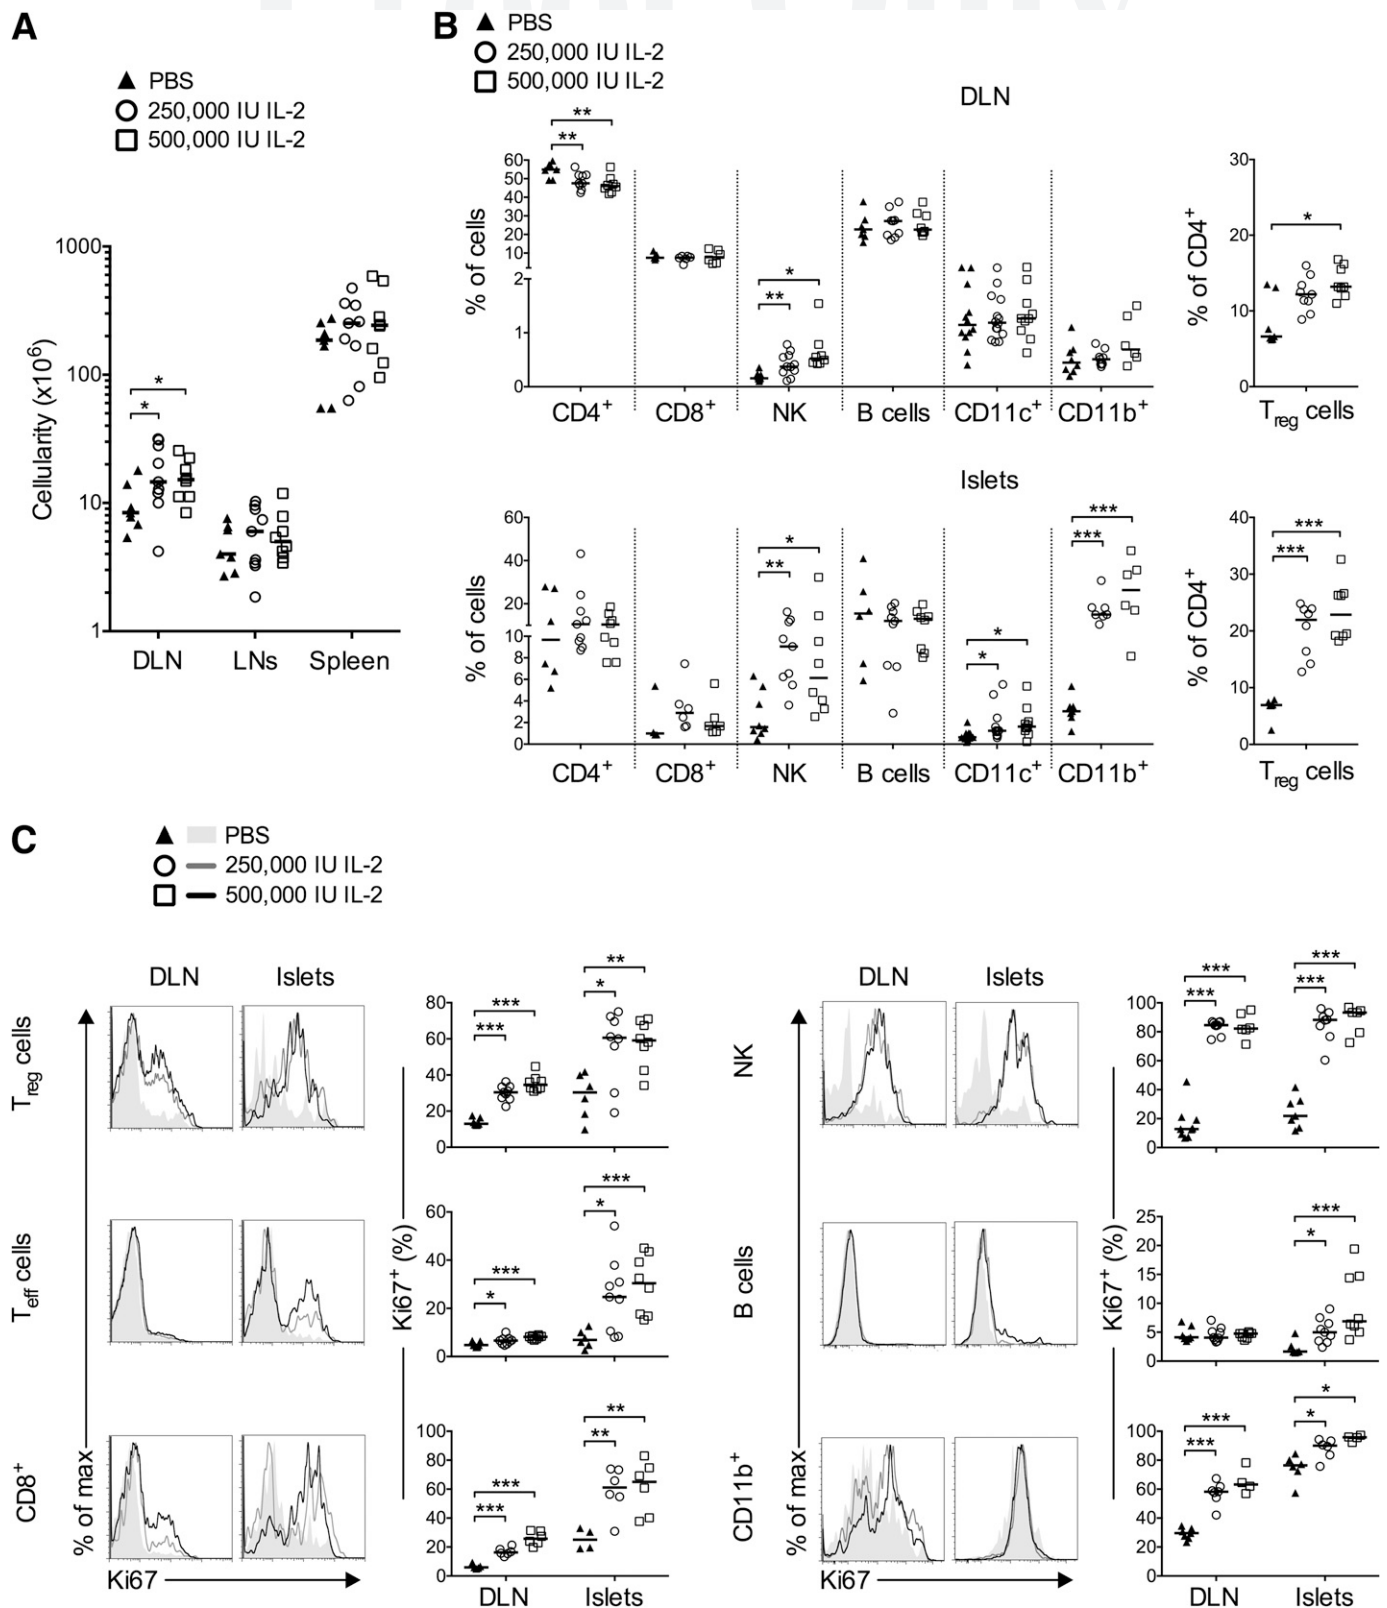 A
PBS
250,000 IU IL-2
500,000 IU IL-2
Cellularity (x10⁶)
1000
100
10
1
*
*
DLN
LNs
Spleen
B
PBS
250,000 IU IL-2
500,000 IU IL-2
DLN
% of cells
60
50
40
30
20
10
2
1
0
**
**
*
**
CD4⁺
CD8⁺
NK
B cells
CD11c⁺
CD11b⁺
% of CD4⁺
30
20
10
0
*
Treg cells
Islets
% of cells
60
40
20
10
8
6
4
2
0
*
**
*
*
***
***
CD4⁺
CD8⁺
NK
B cells
CD11c⁺
CD11b⁺
% of CD4⁺
40
30
20
10
0
***
***
Treg cells
C
PBS
250,000 IU IL-2
500,000 IU IL-2
DLN
Islets
Treg cells
Teff cells
CD8⁺
% of max
Ki67
Ki67⁺ (%)
80
60
40
20
0
***
***
**
*
60
40
20
0
***
*
***
*
100
80
60
40
20
0
***
***
**
**
DLN
Islets
DLN
Islets
NK
B cells
CD11b⁺
% of max
Ki67
Ki67⁺ (%)
100
80
60
40
20
0
***
***
***
***
25
20
15
10
5
0
***
*
100
80
60
40
20
0
***
***
*
*
DLN
Islets